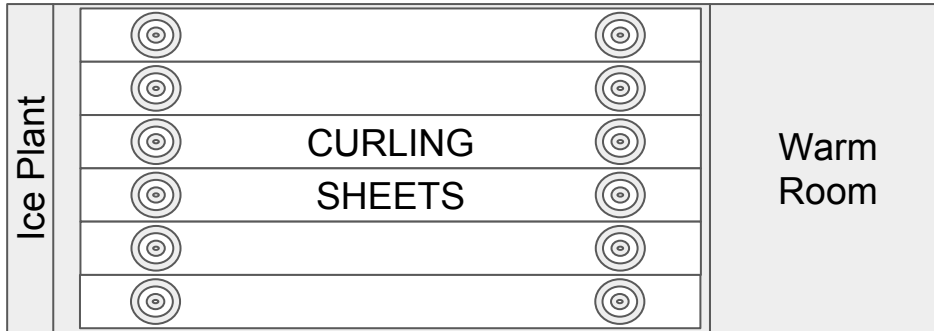 Ice Plant
CURLING
SHEETS
Warm
Room